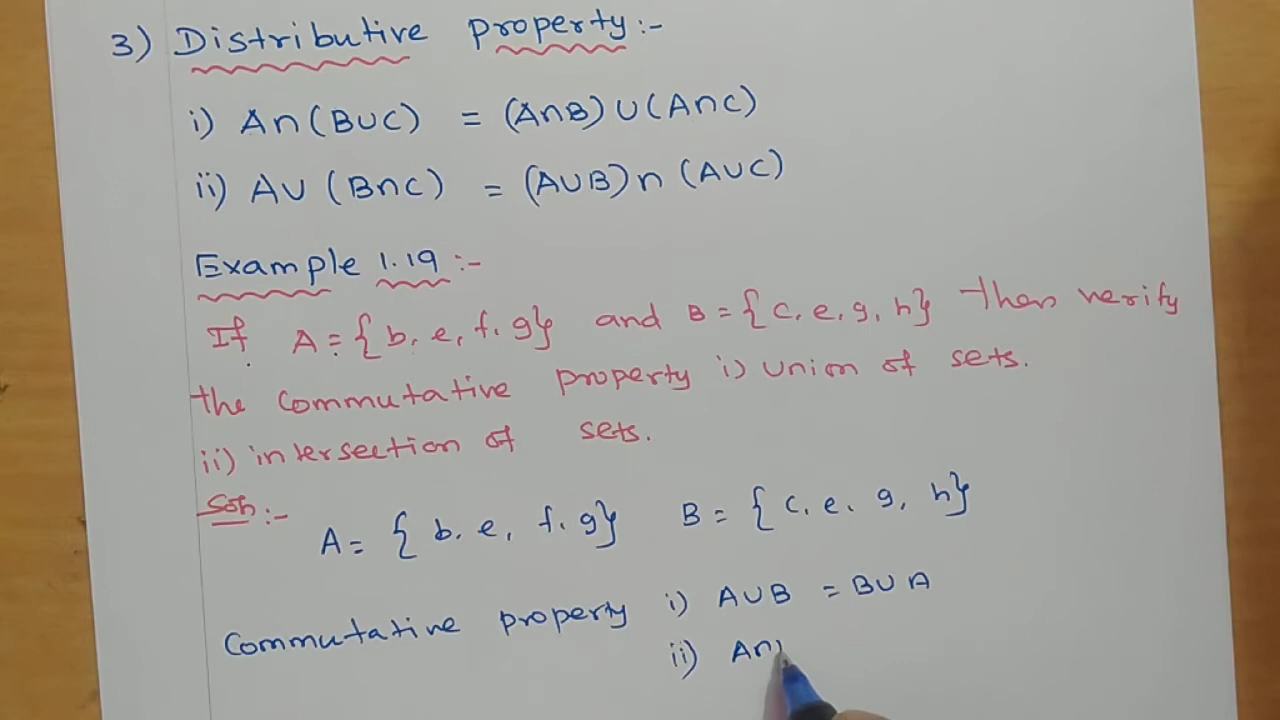 3) Distributive property :-
i) A∩(B∪C) = (A∩B)∪(A∩C)
ii) A∪(B∩C) = (A∪B)∩(A∪C)
Example 1.19 :-
If A = {b, e, f, g} and B = {c, e, g, h} then verify
the commutative property i) union of sets.
ii) intersection of sets.
Soln :-
A = {b, e, f, g} B = {c, e, g, h}
Commutative property i) A∪B = B∪A
ii) A∩